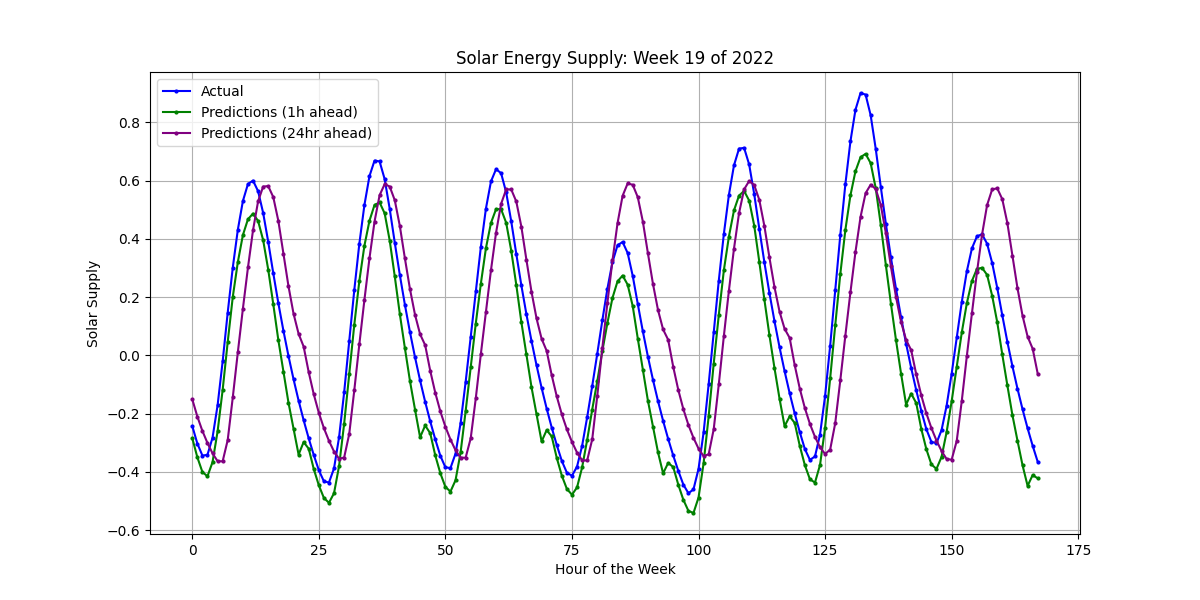 Solar Energy Supply: Week 19 of 2022
Actual
Predictions (1h ahead)
Predictions (24hr ahead)
Solar Supply
0.8
0.6
0.4
0.2
0.0
−0.2
−0.4
−0.6
0 25 50 75 100 125 150 175
Hour of the Week